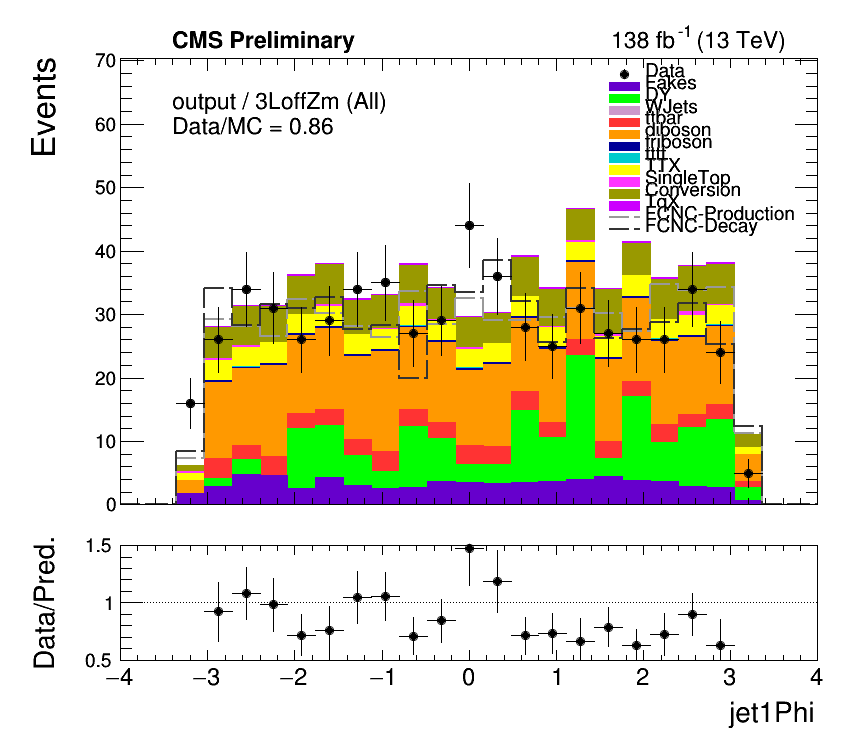 CMS Preliminary
138 fb-1 (13 TeV)
Events
output / 3LoffZm (All)
Data/MC = 0.86
Data
Fakes
DY
WJets
ttbar
diboson
triboson
tttt
TTX
SingleTop
Conversion
TqX
FCNC-Production
FCNC-Decay
70
60
50
40
30
20
10
0
Data/Pred.
1.5
1
0.5
−4 −3 −2 −1 0 1 2 3 4
jet1Phi